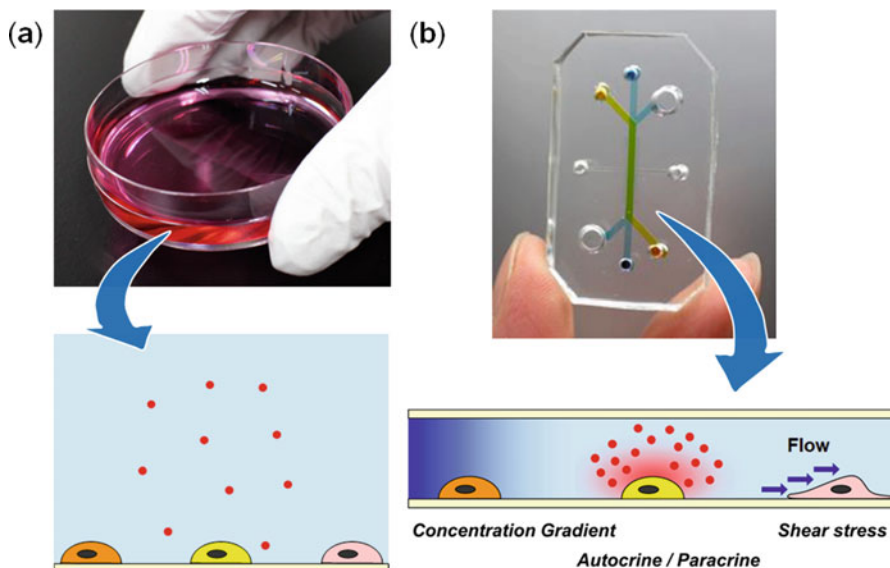 (a)
(b)
Flow
Concentration Gradient
Shear stress
Autocrine / Paracrine